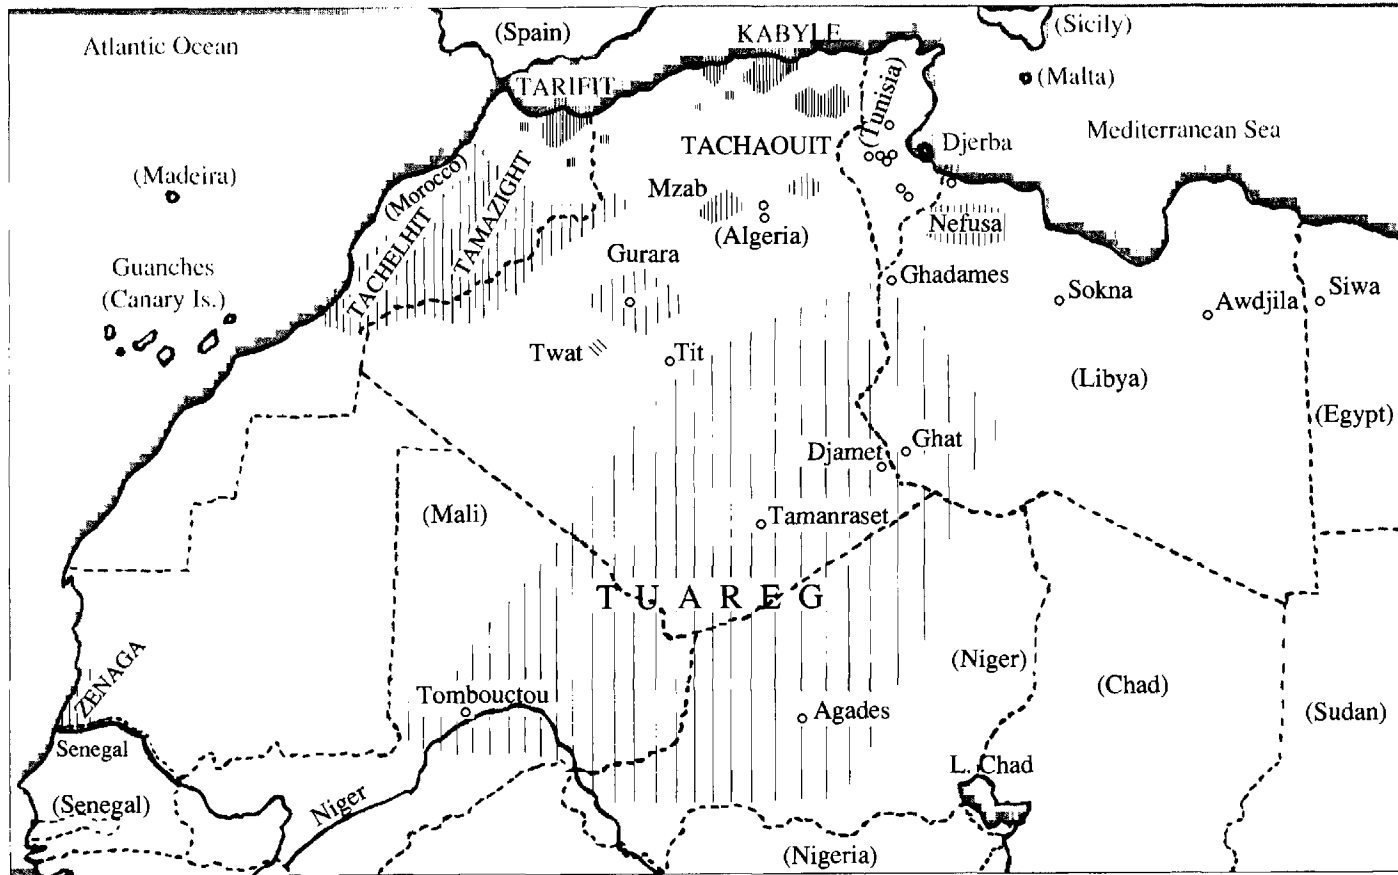 (Spain)
KABYLE
(Sicily)
Atlantic Ocean
TARIFIT
(Tunisia)
(Malta)
Mediterranean Sea
TACHAOUIT
Djerba
(Madeira)
(Morocco)
TACHELHIT
TAMAZIGHT
Mzab
(Algeria)
Nefusa
Guanches
(Canary Is.)
Gurara
Ghadames
Sokna
Awdjila
Siwa
Twat
Tit
(Libya)
(Egypt)
Djamet
Ghat
(Mali)
Tamanraset
TUAREG
ZENAGA
Tombouctou
Agades
(Niger)
(Chad)
(Sudan)
Senegal
(Senegal)
Niger
L. Chad
(Nigeria)